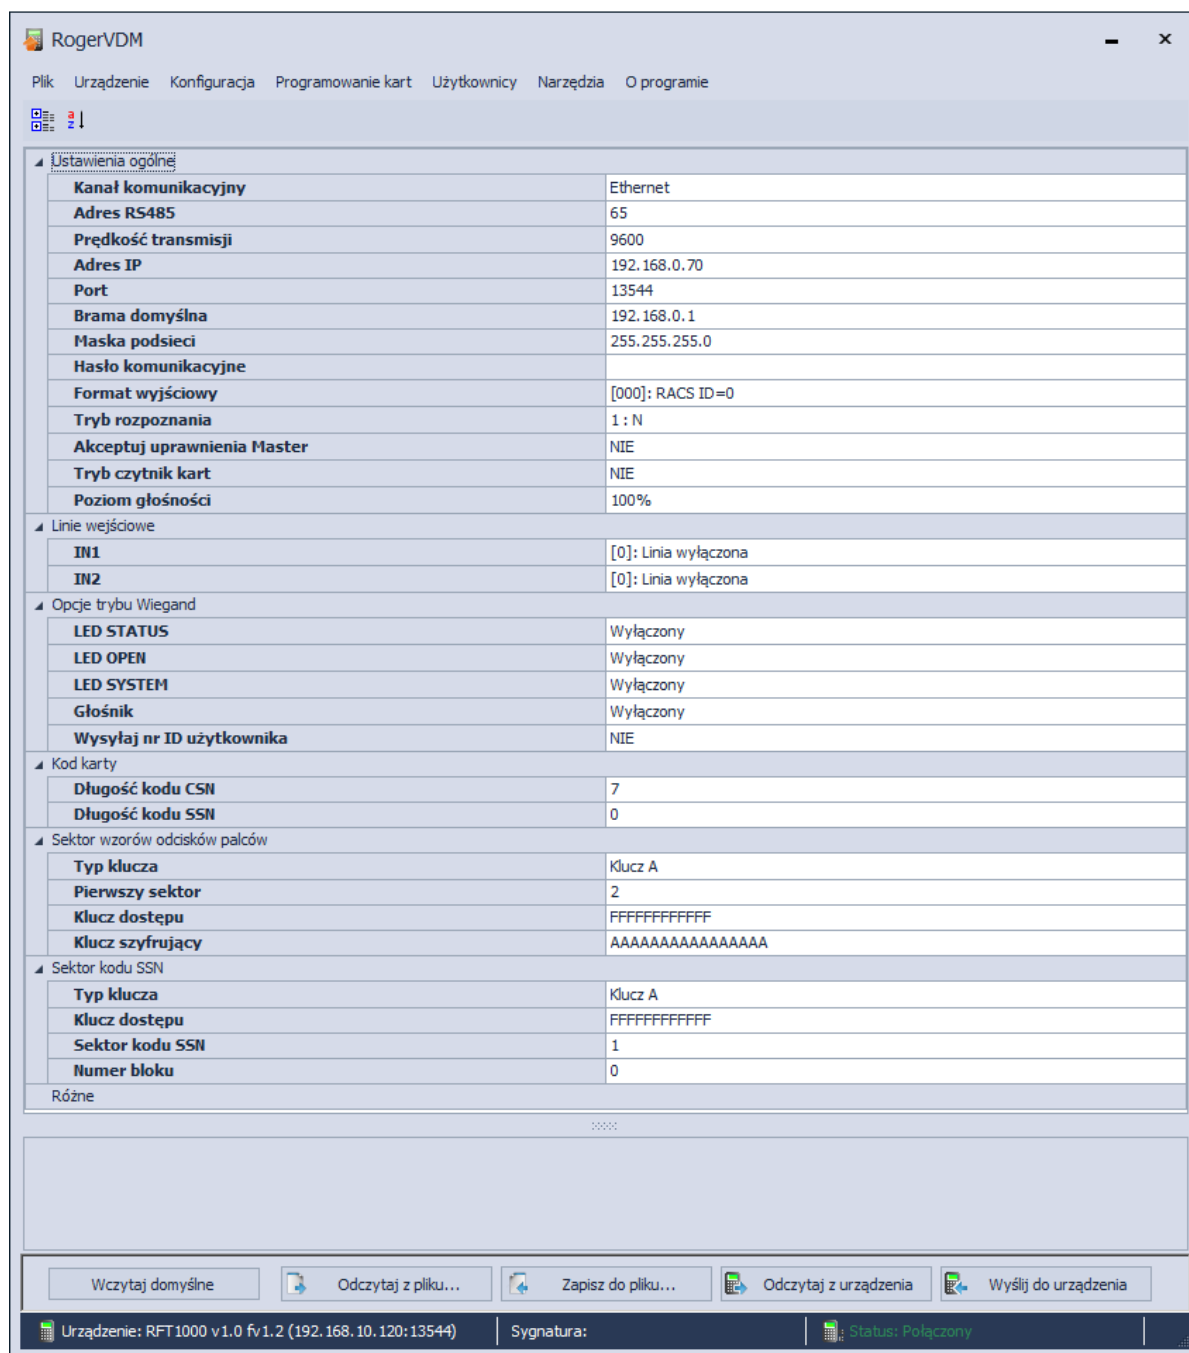 RogerVDM
Plik Urządzenie Konfiguracja Programowanie kart Użytkownicy Narzędzia O programie
Ustawienia ogólne
Kanał komunikacyjny Ethernet
Adres RS485 65
Prędkość transmisji 9600
Adres IP 192.168.0.70
Port 13544
Brama domyślna 192.168.0.1
Maska podsieci 255.255.255.0
Hasło komunikacyjne
Format wyjściowy [000]: RACS ID=0
Tryb rozpoznania 1 : N
Akceptuj uprawnienia Master NIE
Tryb czytnik kart NIE
Poziom głośności 100%
Linie wejściowe
IN1 [0]: Linia wyłączona
IN2 [0]: Linia wyłączona
Opcje trybu Wiegand
LED STATUS Wyłączony
LED OPEN Wyłączony
LED SYSTEM Wyłączony
Głośnik Wyłączony
Wysyłaj nr ID użytkownika NIE
Kod karty
Długość kodu CSN 7
Długość kodu SSN 0
Sektor wzorów odcisków palców
Typ klucza Klucz A
Pierwszy sektor 2
Klucz dostępu FFFFFFFFFFFF
Klucz szyfrujący AAAAAAAAAAAAAAAA
Sektor kodu SSN
Typ klucza Klucz A
Klucz dostępu FFFFFFFFFFFF
Sektor kodu SSN 1
Numer bloku 0
Różne
Wczytaj domyślne Odczytaj z pliku... Zapisz do pliku... Odczytaj z urządzenia Wyślij do urządzenia
Urządzenie: RFT1000 v1.0 fv1.2 (192.168.10.120:13544) Sygnatura: Status: Połączony